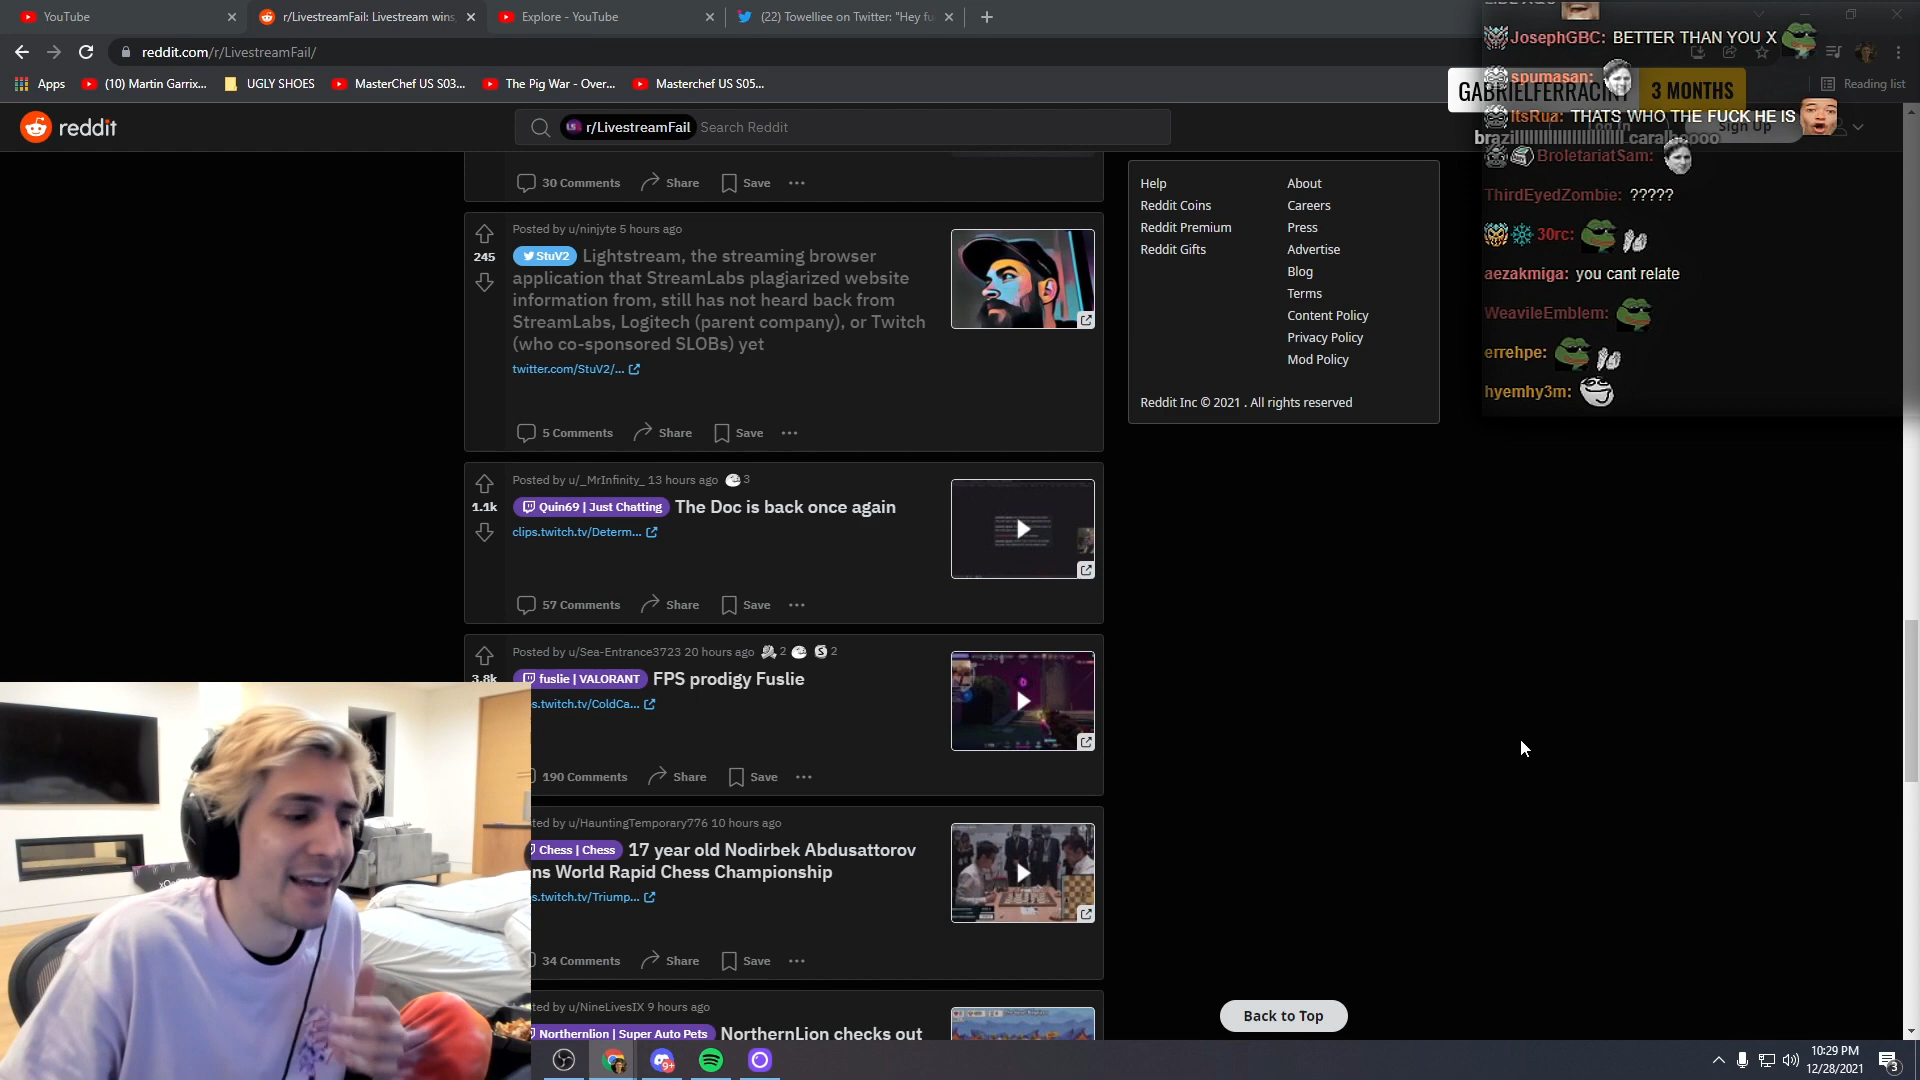 YouTube
r/LivestreamFail: Livestream wins,
Explore - YouTube
(22) Towelliee on Twitter: "Hey fu
reddit.com/r/LivestreamFail/
Apps
(10) Martin Garrix...
UGLY SHOES
MasterChef US S03...
The Pig War - Over...
Masterchef US S05...
Reading list
reddit
r/LivestreamFail
Search Reddit
Log In
Sign Up
JosephGBC: BETTER THAN YOU X
spumasan:
GABRIELFERRACINI
3 MONTHS
ItsRua: THATS WHO THE FUCK HE IS
BroletariatSam:
ThirdEyedZombie: ?????
30rc:
aezakmiga: you cant relate
WeavileEmblem:
errehpe:
hyemhy3m:
30 Comments
Share
Save
Posted by u/ninjyte 5 hours ago
245
StuV2
Lightstream, the streaming browser
application that StreamLabs plagiarized website
information from, still has not heard back from
StreamLabs, Logitech (parent company), or Twitch
(who co-sponsored SLOBs) yet
twitter.com/StuV2/...
5 Comments
Share
Save
Posted by u/_MrInfinity_ 13 hours ago
3
1.1k
Quin69 | Just Chatting
The Doc is back once again
clips.twitch.tv/Determ...
57 Comments
Share
Save
Posted by u/Sea-Entrance3723 20 hours ago
2
2
3.8k
fuslie | VALORANT
FPS prodigy Fuslie
s.twitch.tv/ColdCa...
190 Comments
Share
Save
ted by u/HauntingTemporary776 10 hours ago
Chess | Chess
17 year old Nodirbek Abdusattorov
ns World Rapid Chess Championship
s.twitch.tv/Triump...
34 Comments
Share
Save
ted by u/NineLivesIX 9 hours ago
Northernlion | Super Auto Pets
NorthernLion checks out
Help
About
Reddit Coins
Careers
Reddit Premium
Press
Reddit Gifts
Advertise
Blog
Terms
Content Policy
Privacy Policy
Mod Policy
Reddit Inc © 2021 . All rights reserved
Back to Top
9+
10:29 PM
12/28/2021
3